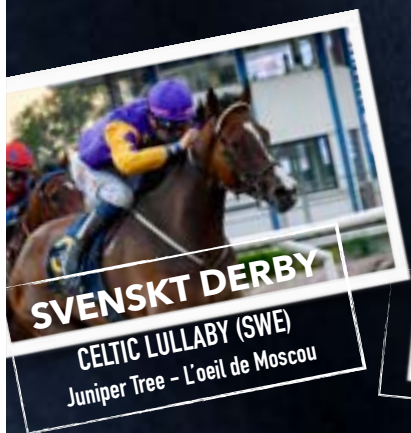 SVENSKT DERBY
CELTIC LULLABY (SWE)
Juniper Tree – L'oeil de Moscou